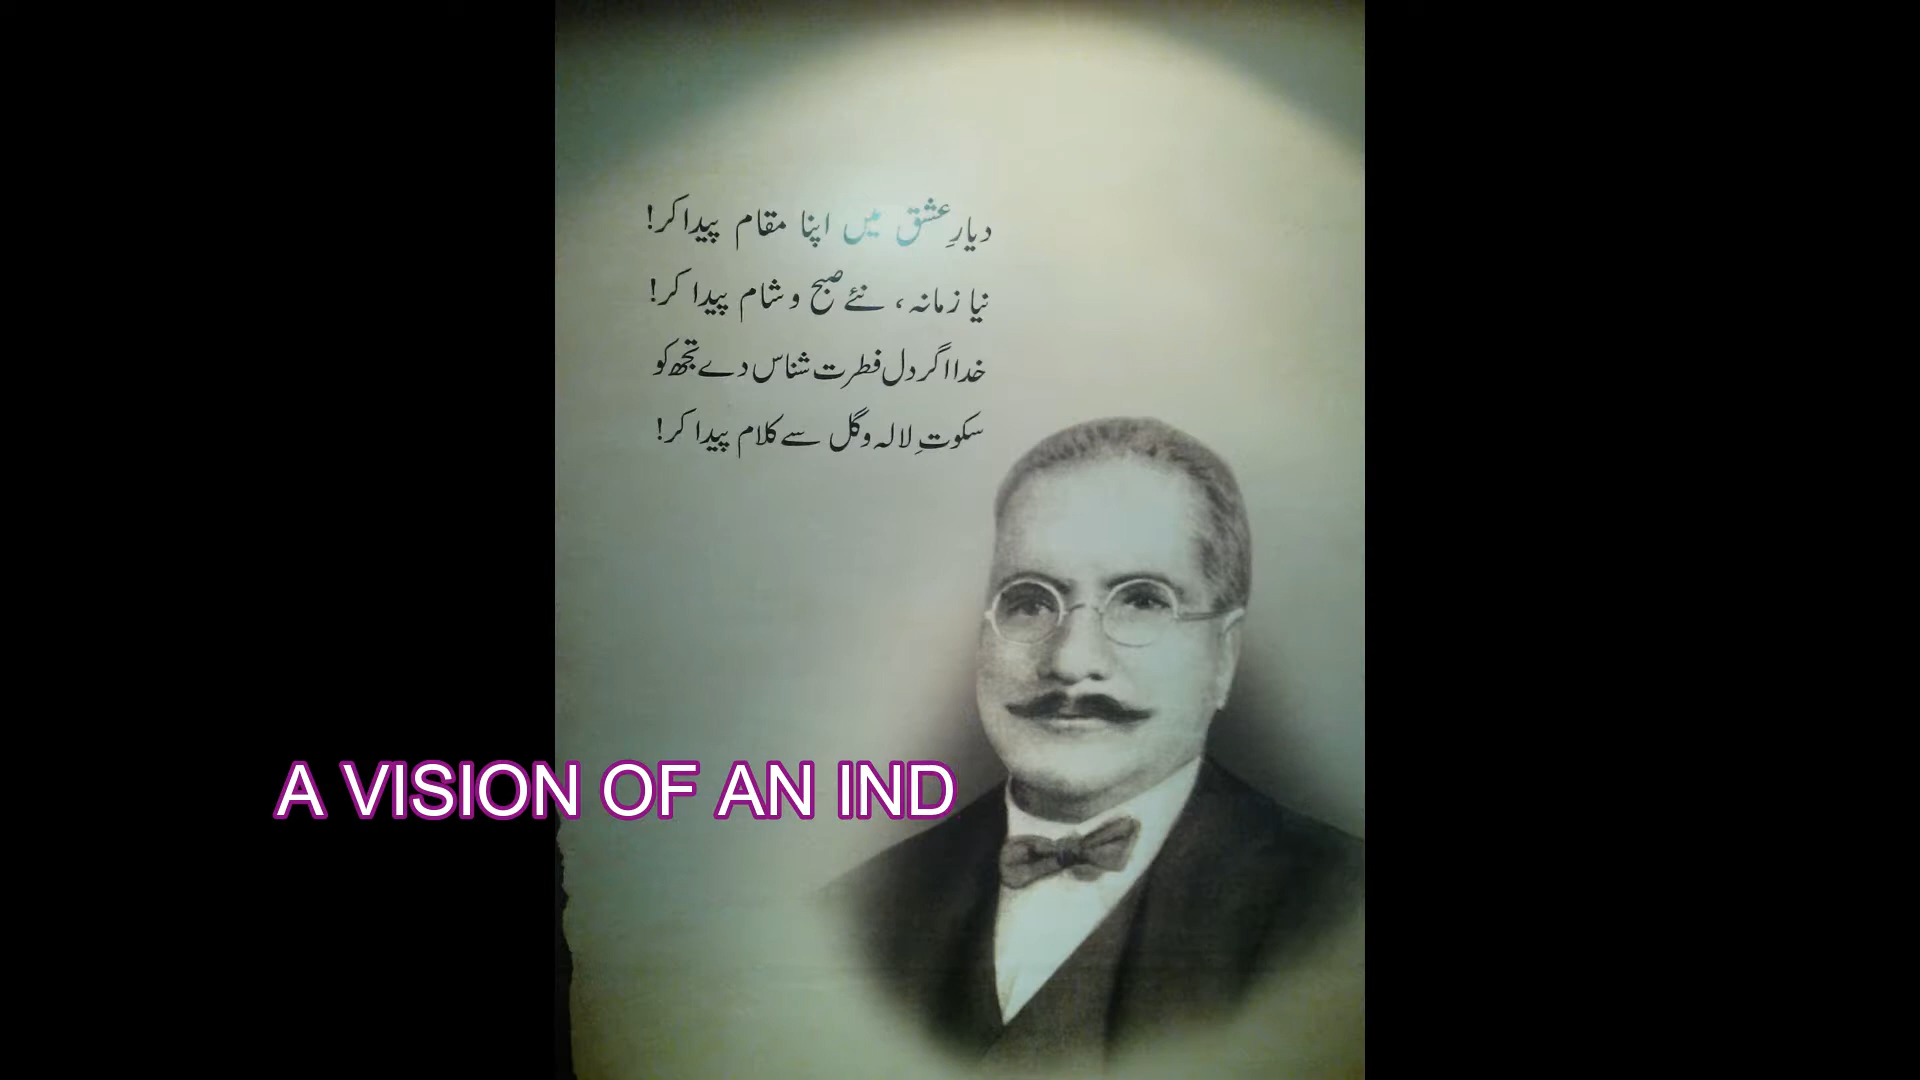 دیارِ عشق میں اپنا مقام پیدا کر!
نیا زمانہ، نئے صبح و شام پیدا کر!
خدا اگر دل فطرت شناس دے تجھ کو
سکوتِ لالہ و گل سے کلام پیدا کر!
A VISION OF AN IND